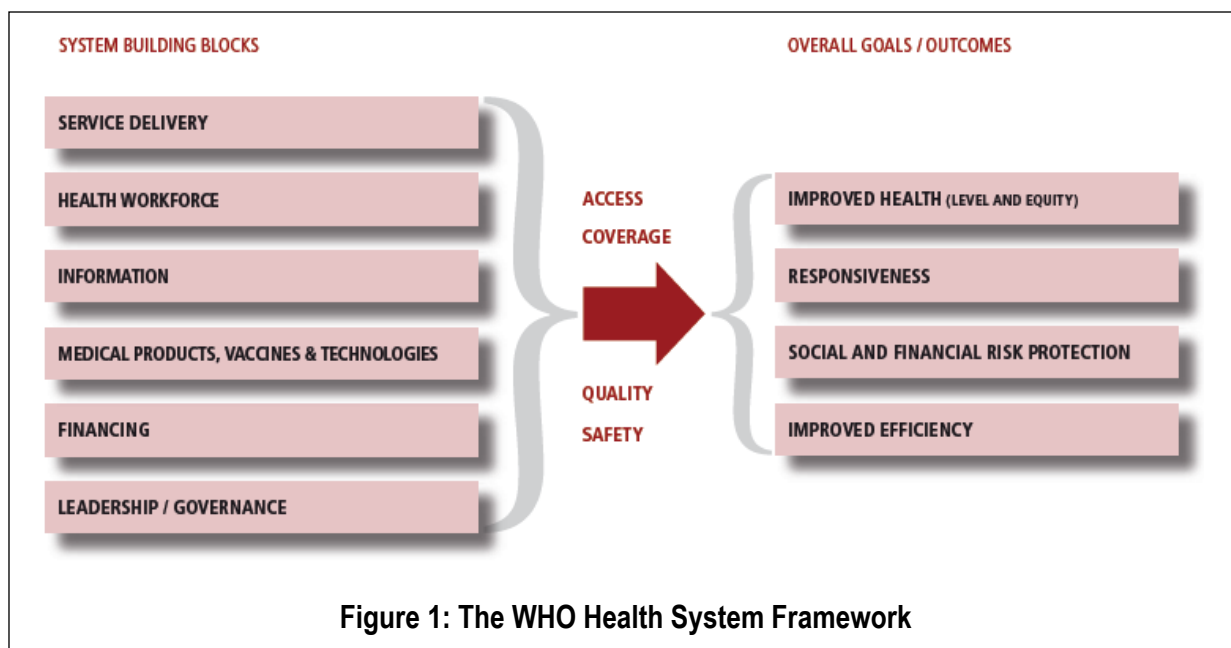 SYSTEM BUILDING BLOCKS
SERVICE DELIVERY
HEALTH WORKFORCE
INFORMATION
MEDICAL PRODUCTS, VACCINES & TECHNOLOGIES
FINANCING
LEADERSHIP / GOVERNANCE
ACCESS
COVERAGE
QUALITY
SAFETY
OVERALL GOALS / OUTCOMES
IMPROVED HEALTH (LEVEL AND EQUITY)
RESPONSIVENESS
SOCIAL AND FINANCIAL RISK PROTECTION
IMPROVED EFFICIENCY
Figure 1: The WHO Health System Framework